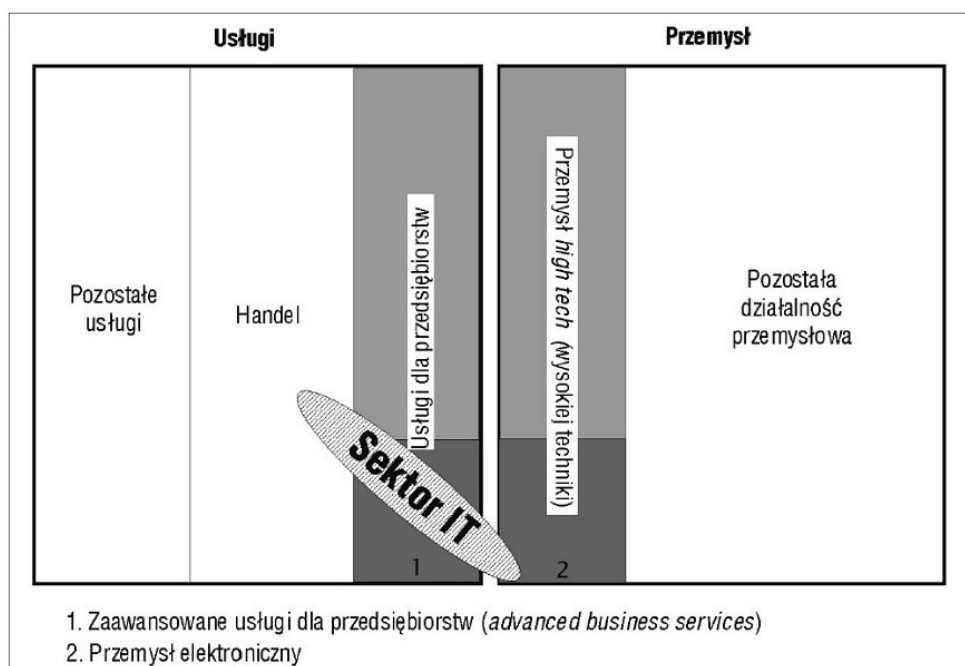 Usługi
Przemysł
Pozostałe
usługi
Handel
Usługi dla przedsiębiorstw
Przemysł high tech (wysokiej techniki)
Pozostała
działalność
przemysłowa
Sektor IT
1
2
1. Zaawansowane usługi dla przedsiębiorstw (advanced business services)
2. Przemysł elektroniczny